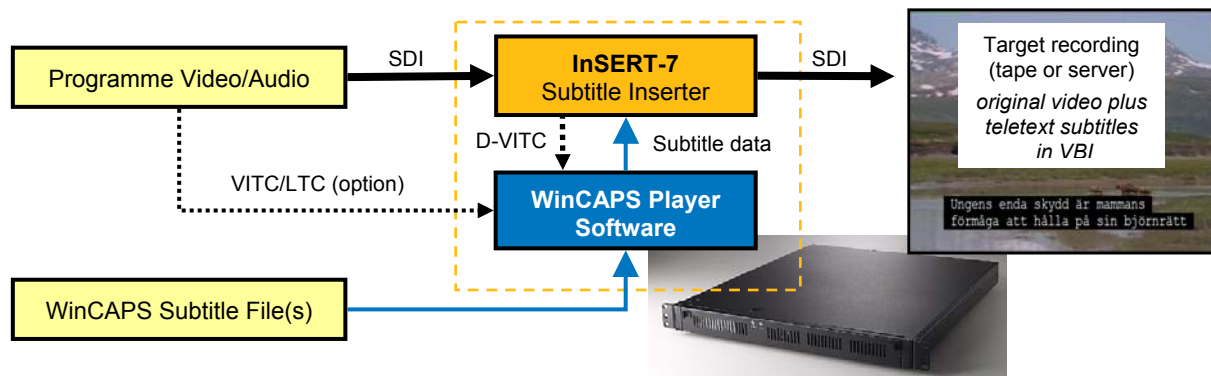 Programme Video/Audio
SDI
InSERT-7
Subtitle Inserter
SDI
Target recording
(tape or server)
original video plus
teletext subtitles
in VBI
D-VITC
Subtitle data
VITC/LTC (option)
WinCAPS Player
Software
Ungens enda skydd är mammans
förmåga att hålla på sin björnrätt
WinCAPS Subtitle File(s)